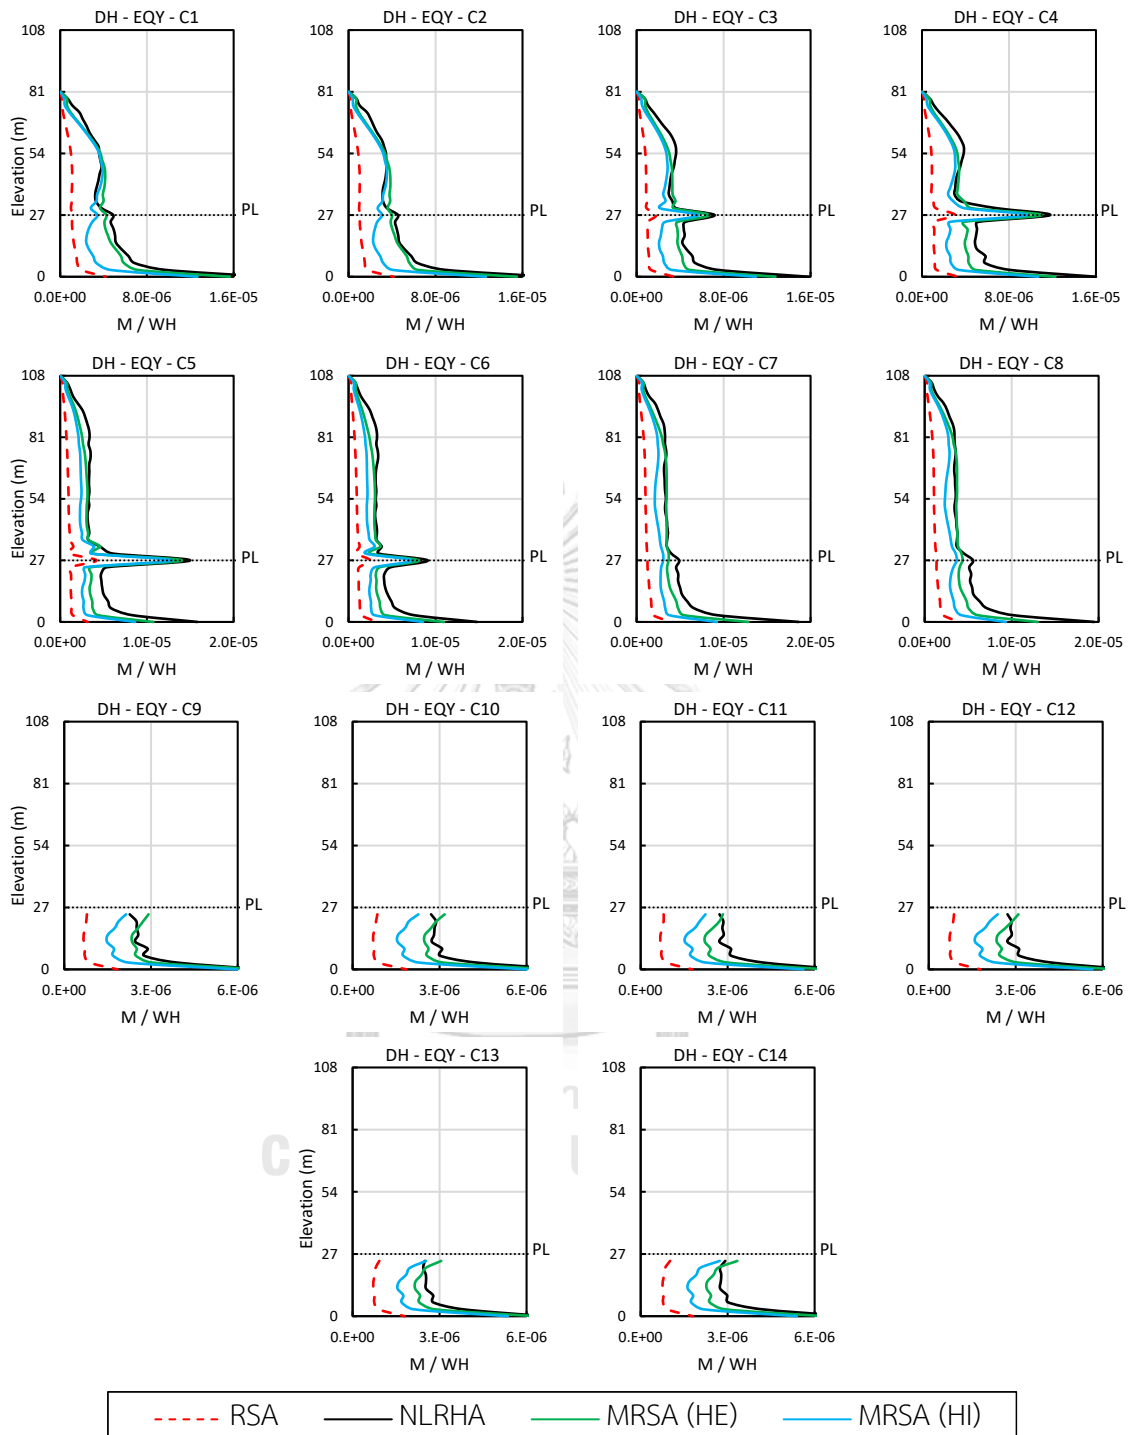 DH - EQY - C1 DH - EQY - C2 DH - EQY - C3 DH - EQY - C4
108 108 108 108
81 81 81 81
54 54 54 54
27 27 27 27
0 0 0 0
Elevation (m)
PL PL PL PL
0.0E+00 8.0E-06 1.6E-05 0.0E+00 8.0E-06 1.6E-05 0.0E+00 8.0E-06 1.6E-05 0.0E+00 8.0E-06 1.6E-05
M / WH M / WH M / WH M / WH
DH - EQY - C5 DH - EQY - C6 DH - EQY - C7 DH - EQY - C8
108 108 108 108
81 81 81 81
54 54 54 54
27 27 27 27
0 0 0 0
Elevation (m)
PL PL PL PL
0.0E+00 1.0E-05 2.0E-05 0.0E+00 1.0E-05 2.0E-05 0.0E+00 1.0E-05 2.0E-05 0.0E+00 1.0E-05 2.0E-05
M / WH M / WH M / WH M / WH
DH - EQY - C9 DH - EQY - C10 DH - EQY - C11 DH - EQY - C12
108 108 108 108
81 81 81 81
54 54 54 54
27 27 27 27
0 0 0 0
Elevation (m)
PL PL PL PL
0.E+00 3.E-06 6.E-06 0.E+00 3.E-06 6.E-06 0.E+00 3.E-06 6.E-06 0.E+00 3.E-06 6.E-06
M / WH M / WH M / WH M / WH
DH - EQY - C13 DH - EQY - C14
108 108
81 81
54 54
27 27
0 0
Elevation (m)
PL PL
0.E+00 3.E-06 6.E-06 0.E+00 3.E-06 6.E-06
M / WH M / WH
RSA NLRHA MRSA (HE) MRSA (HI)